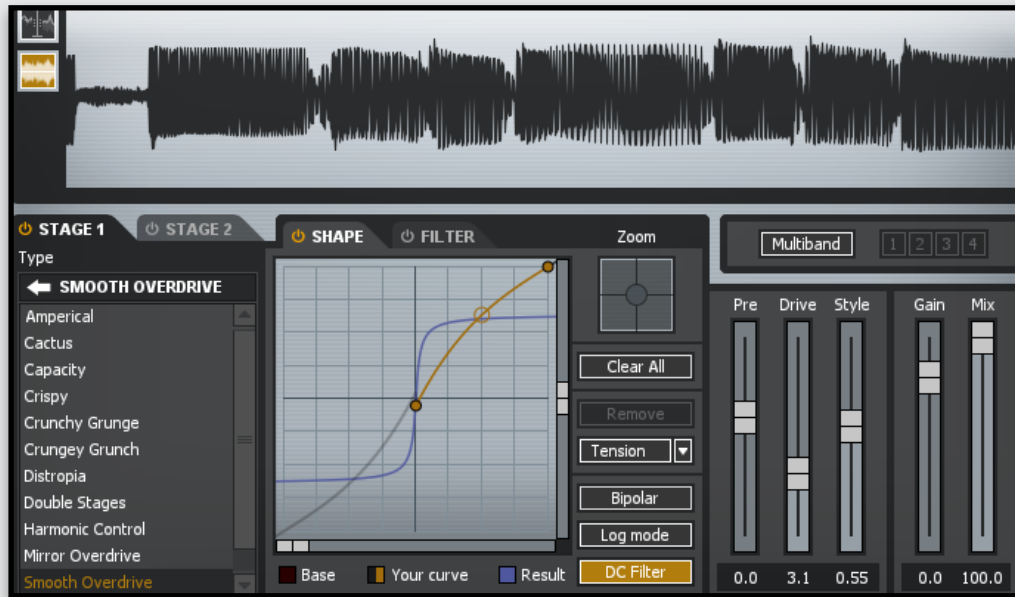 STAGE 1
STAGE 2
SHAPE
FILTER
Zoom
Type
SMOOTH OVERDRIVE
Amperical
Cactus
Capacity
Crispy
Crunchy Grunge
Crungey Grunch
Distropia
Double Stages
Harmonic Control
Mirror Overdrive
Smooth Overdrive
Base
Your curve
Result
Clear All
Remove
Tension
Bipolar
Log mode
DC Filter
Multiband
1 2 3 4
Pre Drive Style Gain Mix
0.0 3.1 0.55 0.0 100.0